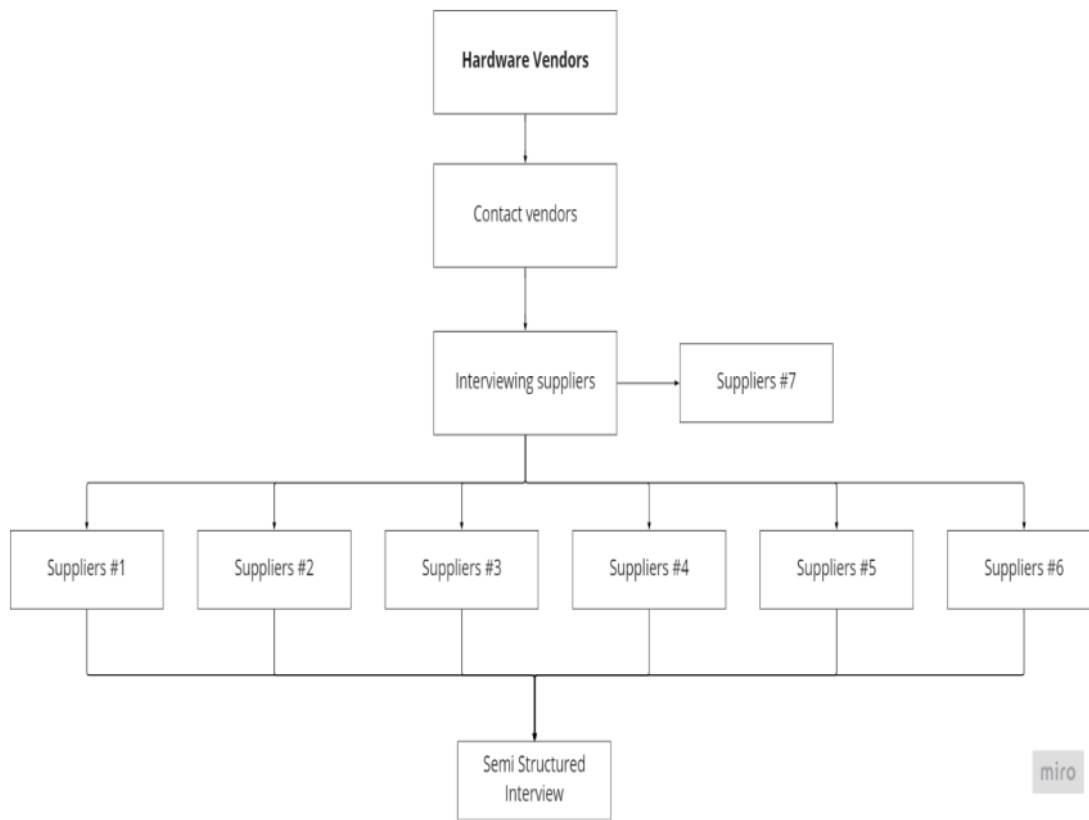 Hardware Vendors
Contact vendors
Interviewing suppliers
Suppliers #7
Suppliers #1
Suppliers #2
Suppliers #3
Suppliers #4
Suppliers #5
Suppliers #6
Semi Structured
Interview
miro